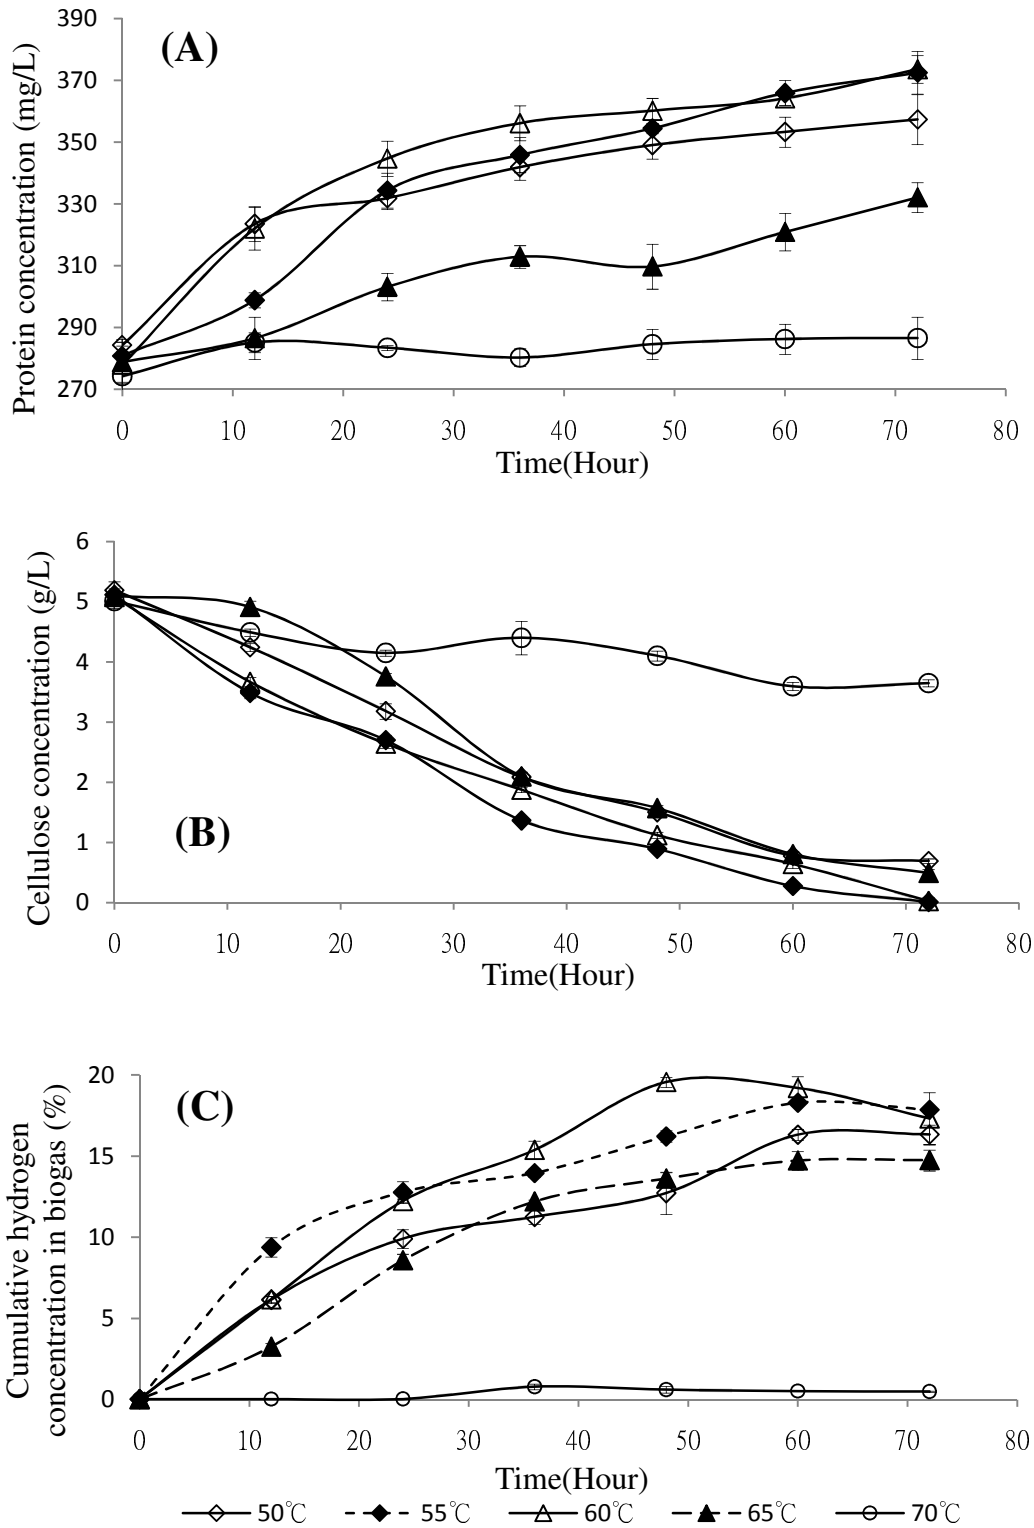 (A)
Protein concentration (mg/L)
390
370
350
330
310
290
270
0 10 20 30 40 50 60 70 80
Time(Hour)
(B)
Cellulose concentration (g/L)
6
5
4
3
2
1
0
0 10 20 30 40 50 60 70 80
Time(Hour)
(C)
Cumulative hydrogen
concentration in biogas (%)
20
15
10
5
0
0 10 20 30 40 50 60 70 80
Time(Hour)
50℃ 55℃ 60℃ 65℃ 70℃